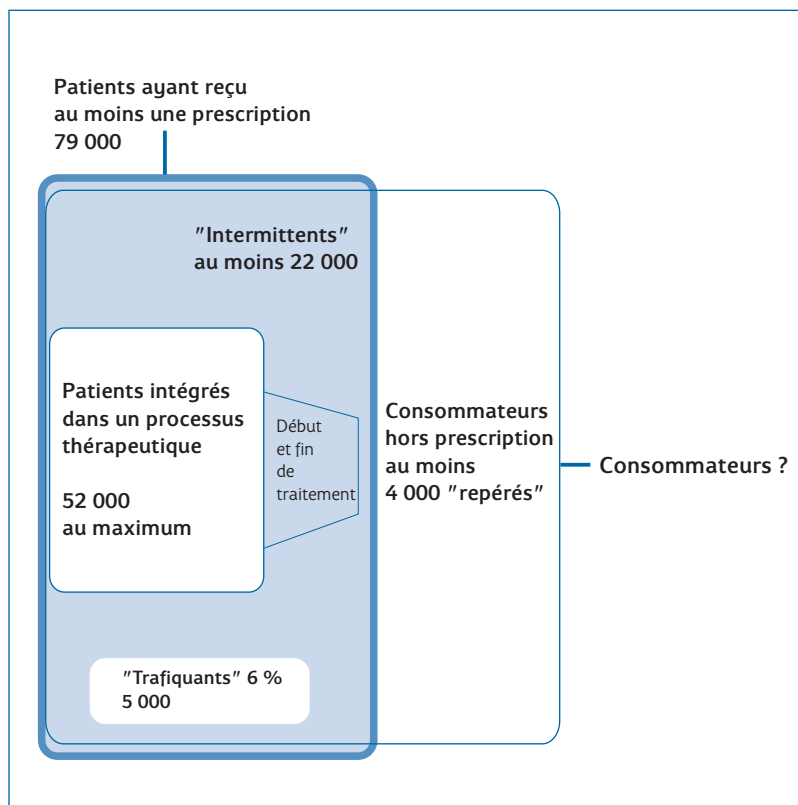 Patients ayant reçu
au moins une prescription
79 000
"Intermittents"
au moins 22 000
Patients intégrés
dans un processus
thérapeutique
52 000
au maximum
Début
et fin
de
traitement
Consommateurs
hors prescription
au moins
4 000 "repérés"
Consommateurs ?
"Trafiquants" 6 %
5 000